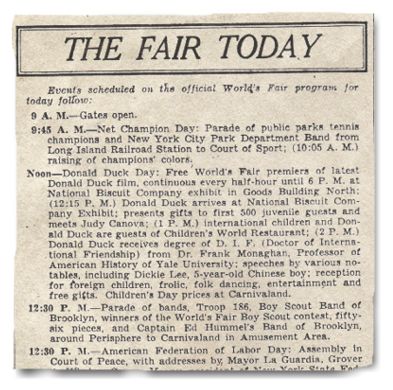 THE FAIR TODAY
Events scheduled on the official World's Fair program for
today follow:
9 A. M.—Gates open.
9:45 A. M.—Net Champion Day: Parade of public parks tennis
champions and New York City Park Department Band from
Long Island Railroad Station to Court of Sport; (10:05 A. M.)
raising of champions' colors.
Noon—Donald Duck Day: Free World's Fair premiers of latest
Donald Duck film, continuous every half-hour until 6 P. M. at
National Biscuit Company exhibit in Goods Building North;
(12:15 P. M.) Donald Duck arrives at National Biscuit Com-
pany Exhibit; presents gifts to first 500 juvenile guests and
meets Judy Canova; (1 P. M.) international children and Don-
ald Duck are guests of Children's World Restaurant; (2 P. M.)
Donald Duck receives degree of D. I. F. (Doctor of Interna-
tional Friendship) from Dr. Frank Monaghan, Professor of
American History of Yale University; speeches by various no-
tables, including Dickie Lee, 5-year-old Chinese boy; reception
for foreign children, frolic, folk dancing, entertainment and
free gifts. Children's Day prices at Carnivaland.
12:30 P. M.—Parade of bands, Troop 186, Boy Scout Band of
Brooklyn, winners of the World's Fair Boy Scout contest, fifty-
six pieces, and Captain Ed Hummel's Band of Brooklyn,
around Perisphere to Carnivaland in Amusement Area.
12:30 P. M.—American Federation of Labor Day: Assembly in
Court of Peace, with addresses by, Mayor La Guardia, Grover
New York State Fed